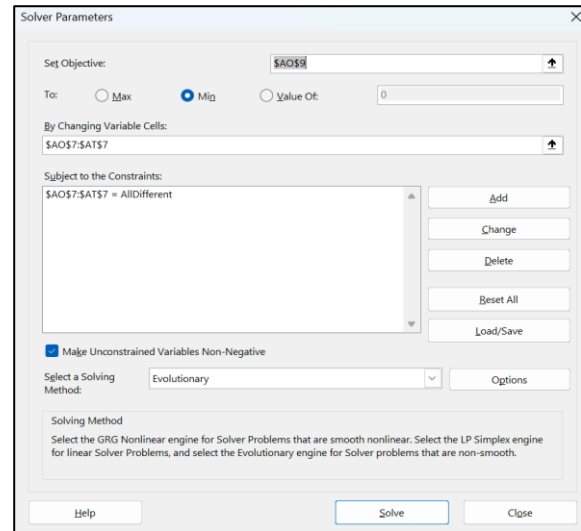 Solver Parameters
Set Objective: $AO$9
To: Max Min Value Of: 0
By Changing Variable Cells:
$AO$7:$AT$7
Subject to the Constraints:
$AO$7:$AT$7 = AllDifferent
Add
Change
Delete
Reset All
Load/Save
Make Unconstrained Variables Non-Negative
Select a Solving
Method:
Evolutionary
Options
Solving Method
Select the GRG Nonlinear engine for Solver Problems that are smooth nonlinear. Select the LP Simplex engine
for linear Solver Problems, and select the Evolutionary engine for Solver problems that are non-smooth.
Help Solve Close